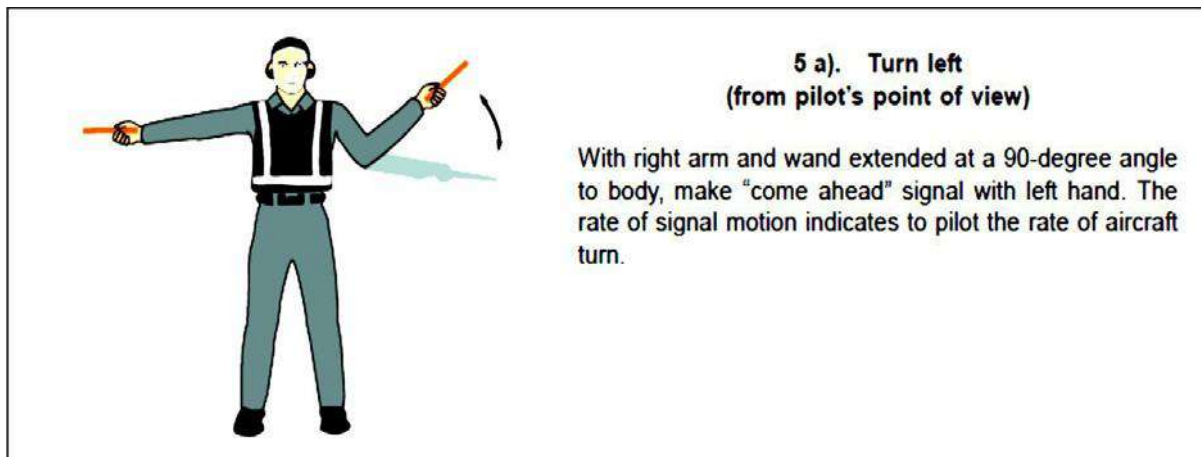 5 a). Turn left
(from pilot's point of view)
With right arm and wand extended at a 90-degree angle
to body, make “come ahead” signal with left hand. The
rate of signal motion indicates to pilot the rate of aircraft
turn.